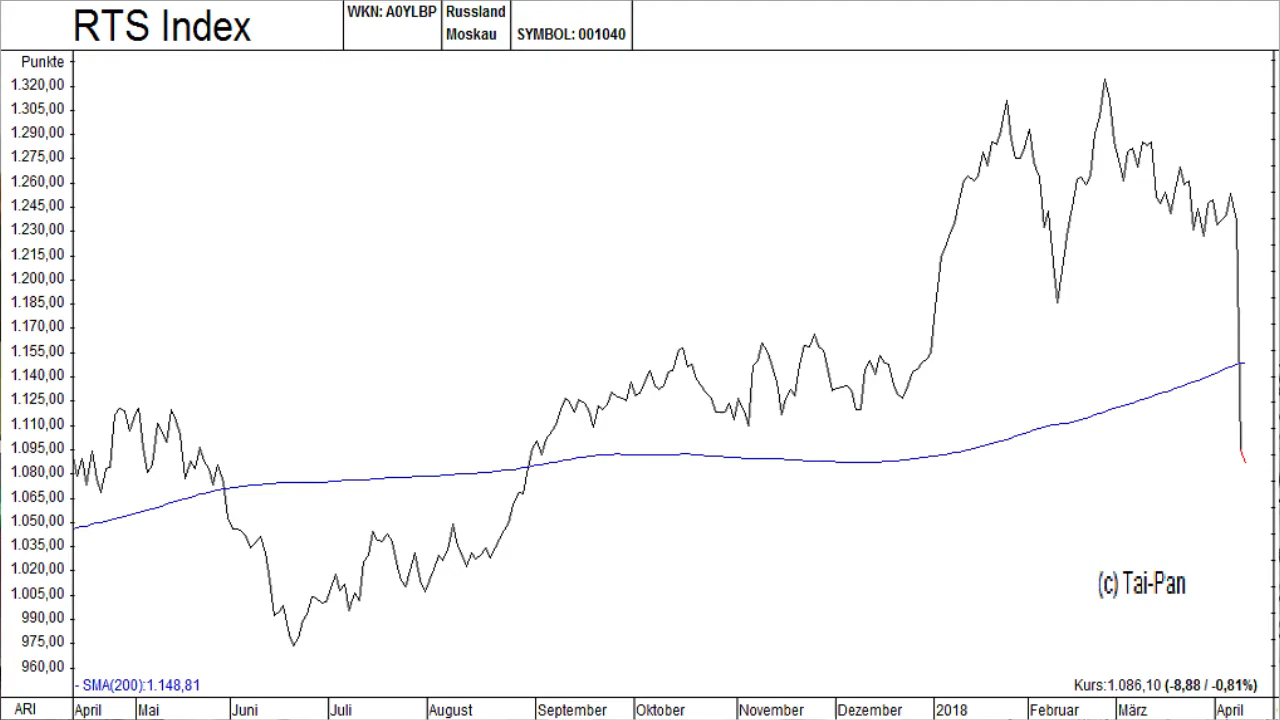 RTS Index
WKN: A0YLBP
Russland
Moskau
SYMBOL: 001040
Punkte
1.320,00
1.305,00
1.290,00
1.275,00
1.260,00
1.245,00
1.230,00
1.215,00
1.200,00
1.185,00
1.170,00
1.155,00
1.140,00
1.125,00
1.110,00
1.095,00
1.080,00
1.065,00
1.050,00
1.035,00
1.020,00
1.005,00
990,00
975,00
960,00
(c) Tai-Pan
- SMA(200):1.148,81
Kurs:1.086,10 (-8,88 / -0,81%)
ARI April Mai Juni Juli August September Oktober November Dezember 2018 Februar März April